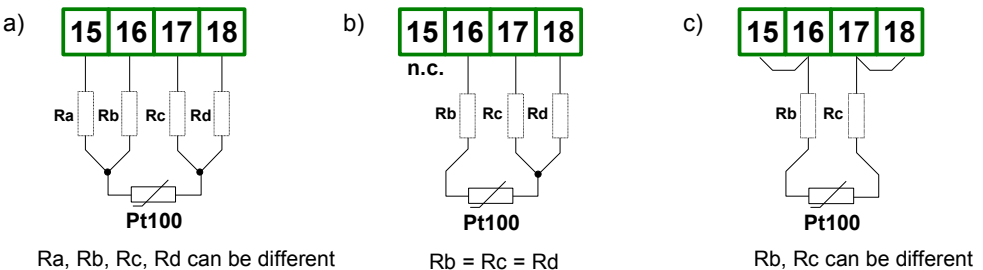 a)
15 16 17 18
Ra Rb Rc Rd
Pt100
Ra, Rb, Rc, Rd can be different
b)
15 16 17 18
n.c.
Rb Rc Rd
Pt100
Rb = Rc = Rd
c)
15 16 17 18
Rb Rc
Pt100
Rb, Rc can be different